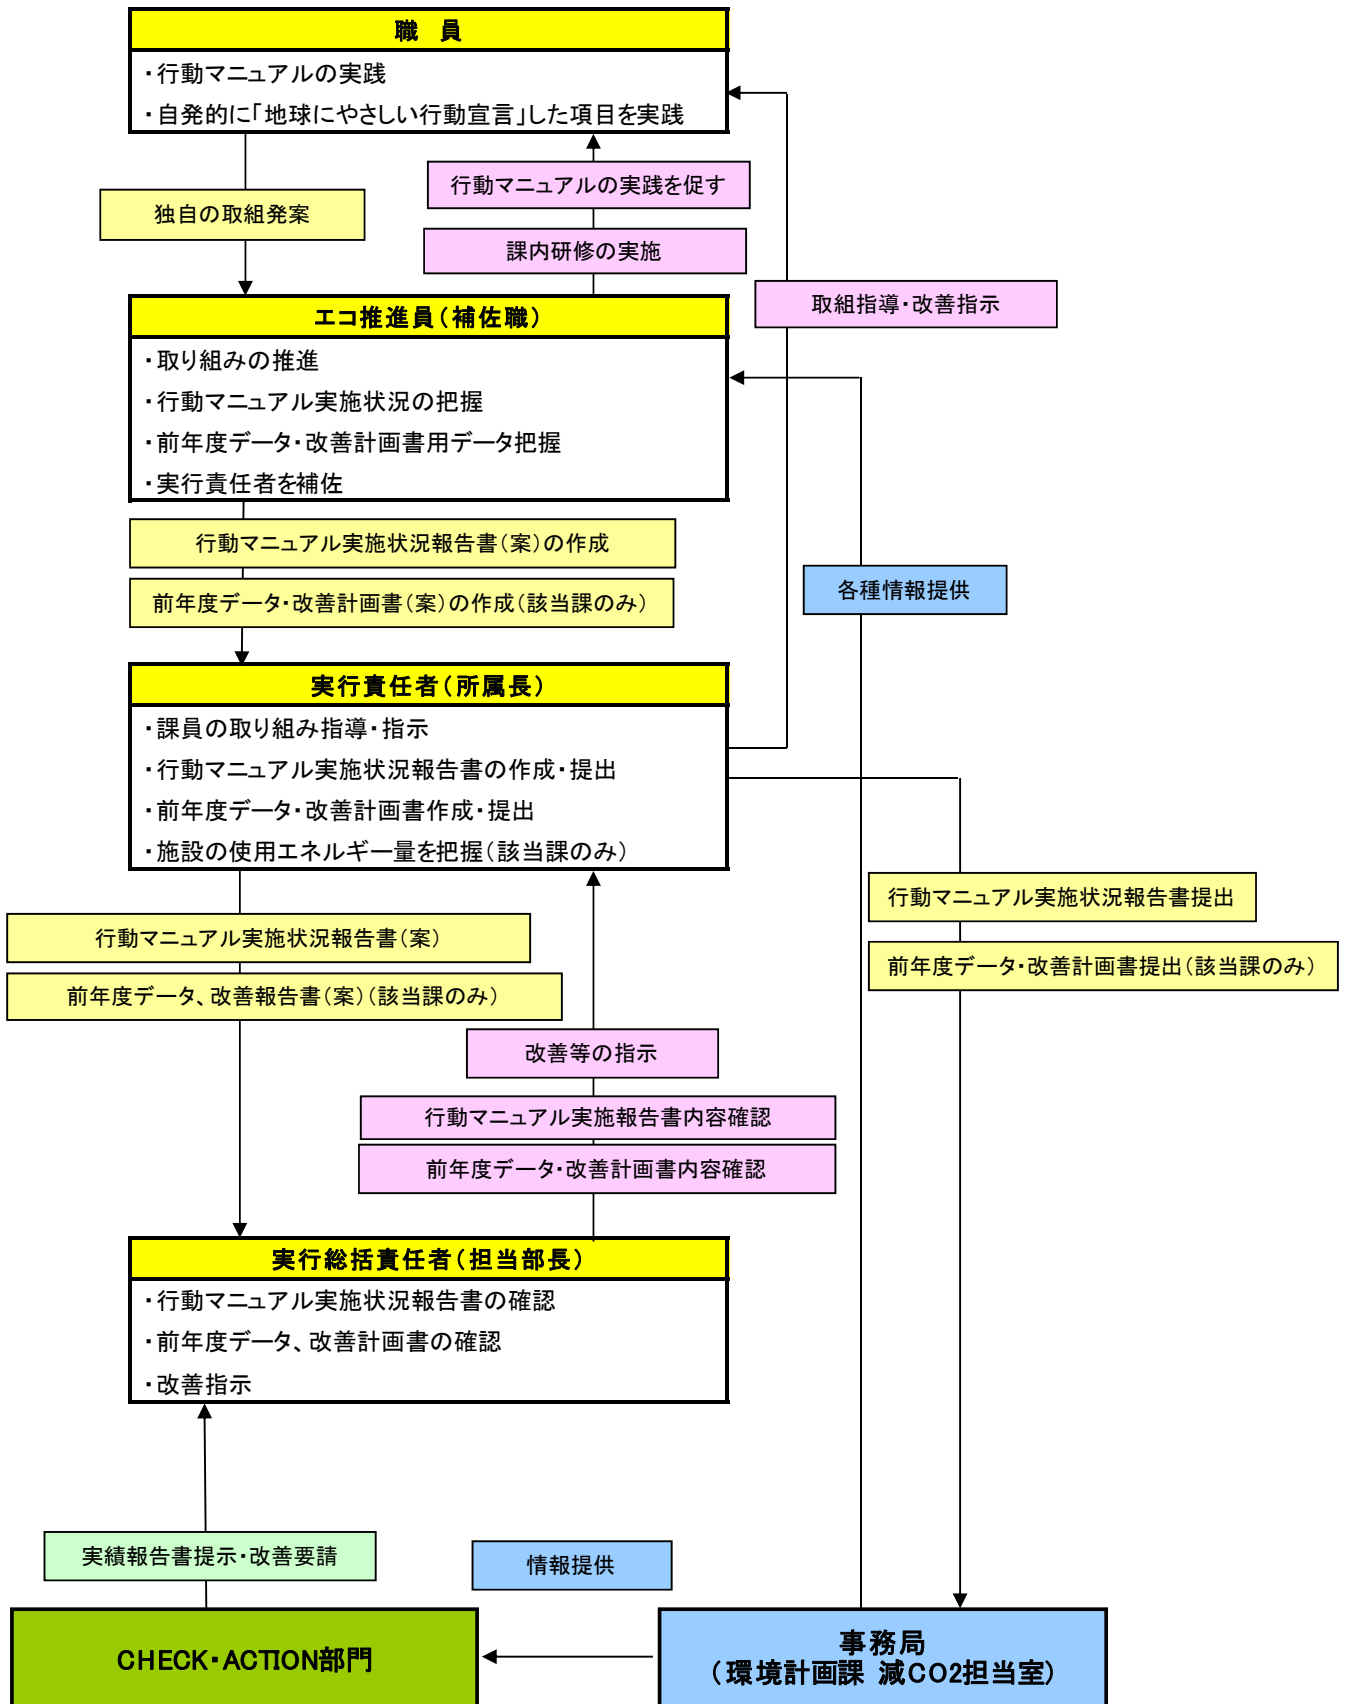 職　員
・行動マニュアルの実践
・自発的に「地球にやさしい行動宣言」した項目を実践
行動マニュアルの実践を促す
独自の取組発案
課内研修の実施
取組指導・改善指示
エコ推進員（補佐職）
・取り組みの推進
・行動マニュアル実施状況の把握
・前年度データ・改善計画書用データ把握
・実行責任者を補佐
行動マニュアル実施状況報告書（案）の作成
前年度データ・改善計画書（案）の作成（該当課のみ）
各種情報提供
実行責任者（所属長）
・課員の取り組み指導・指示
・行動マニュアル実施状況報告書の作成・提出
・前年度データ・改善計画書作成・提出
・施設の使用エネルギー量を把握（該当課のみ）
行動マニュアル実施状況報告書提出
前年度データ・改善計画書提出（該当課のみ）
行動マニュアル実施状況報告書（案）
前年度データ、改善報告書（案）（該当課のみ）
改善等の指示
行動マニュアル実施報告書内容確認
前年度データ・改善計画書内容確認
実行総括責任者（担当部長）
・行動マニュアル実施状況報告書の確認
・前年度データ、改善計画書の確認
・改善指示
実績報告書提示・改善要請
情報提供
CHECK・ACTION部門
事務局
（環境計画課 減CO2担当室）